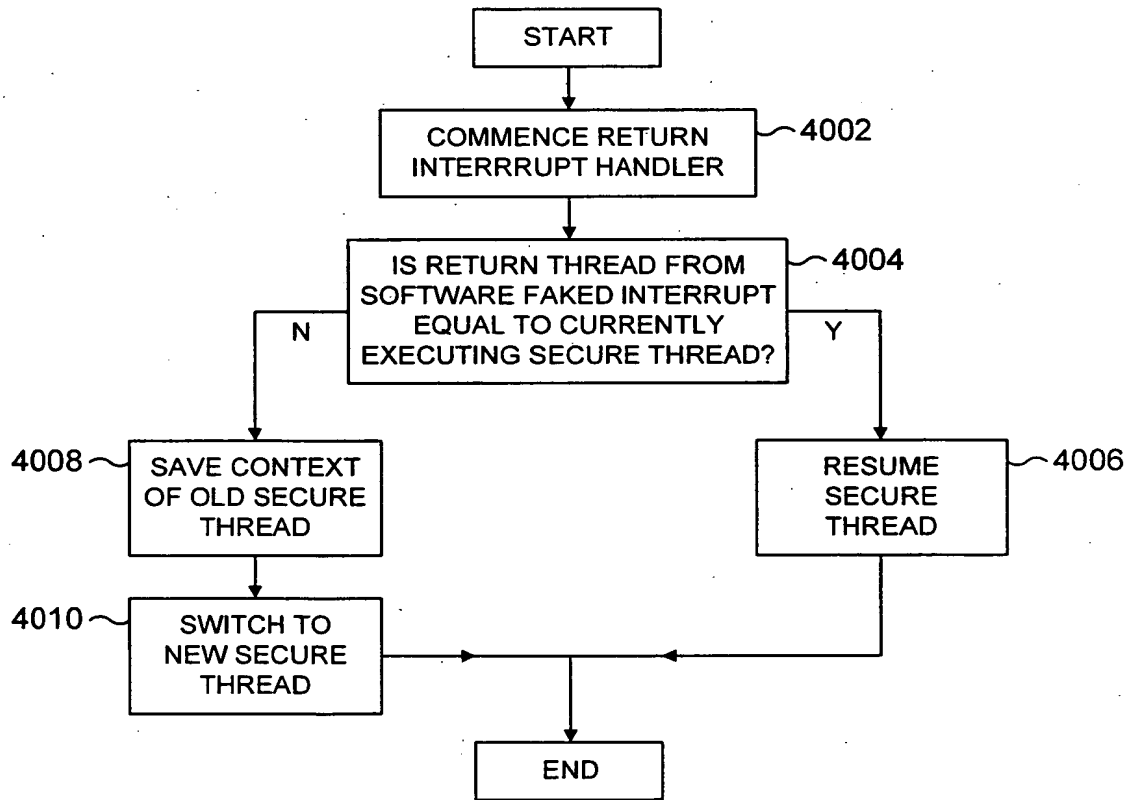 START
COMMENCE RETURN
INTERRRUPT HANDLER
4002
IS RETURN THREAD FROM
SOFTWARE FAKED INTERRUPT
EQUAL TO CURRENTLY
EXECUTING SECURE THREAD?
4004
N
Y
4008
SAVE CONTEXT
OF OLD SECURE
THREAD
RESUME
SECURE
THREAD
4006
4010
SWITCH TO
NEW SECURE
THREAD
END